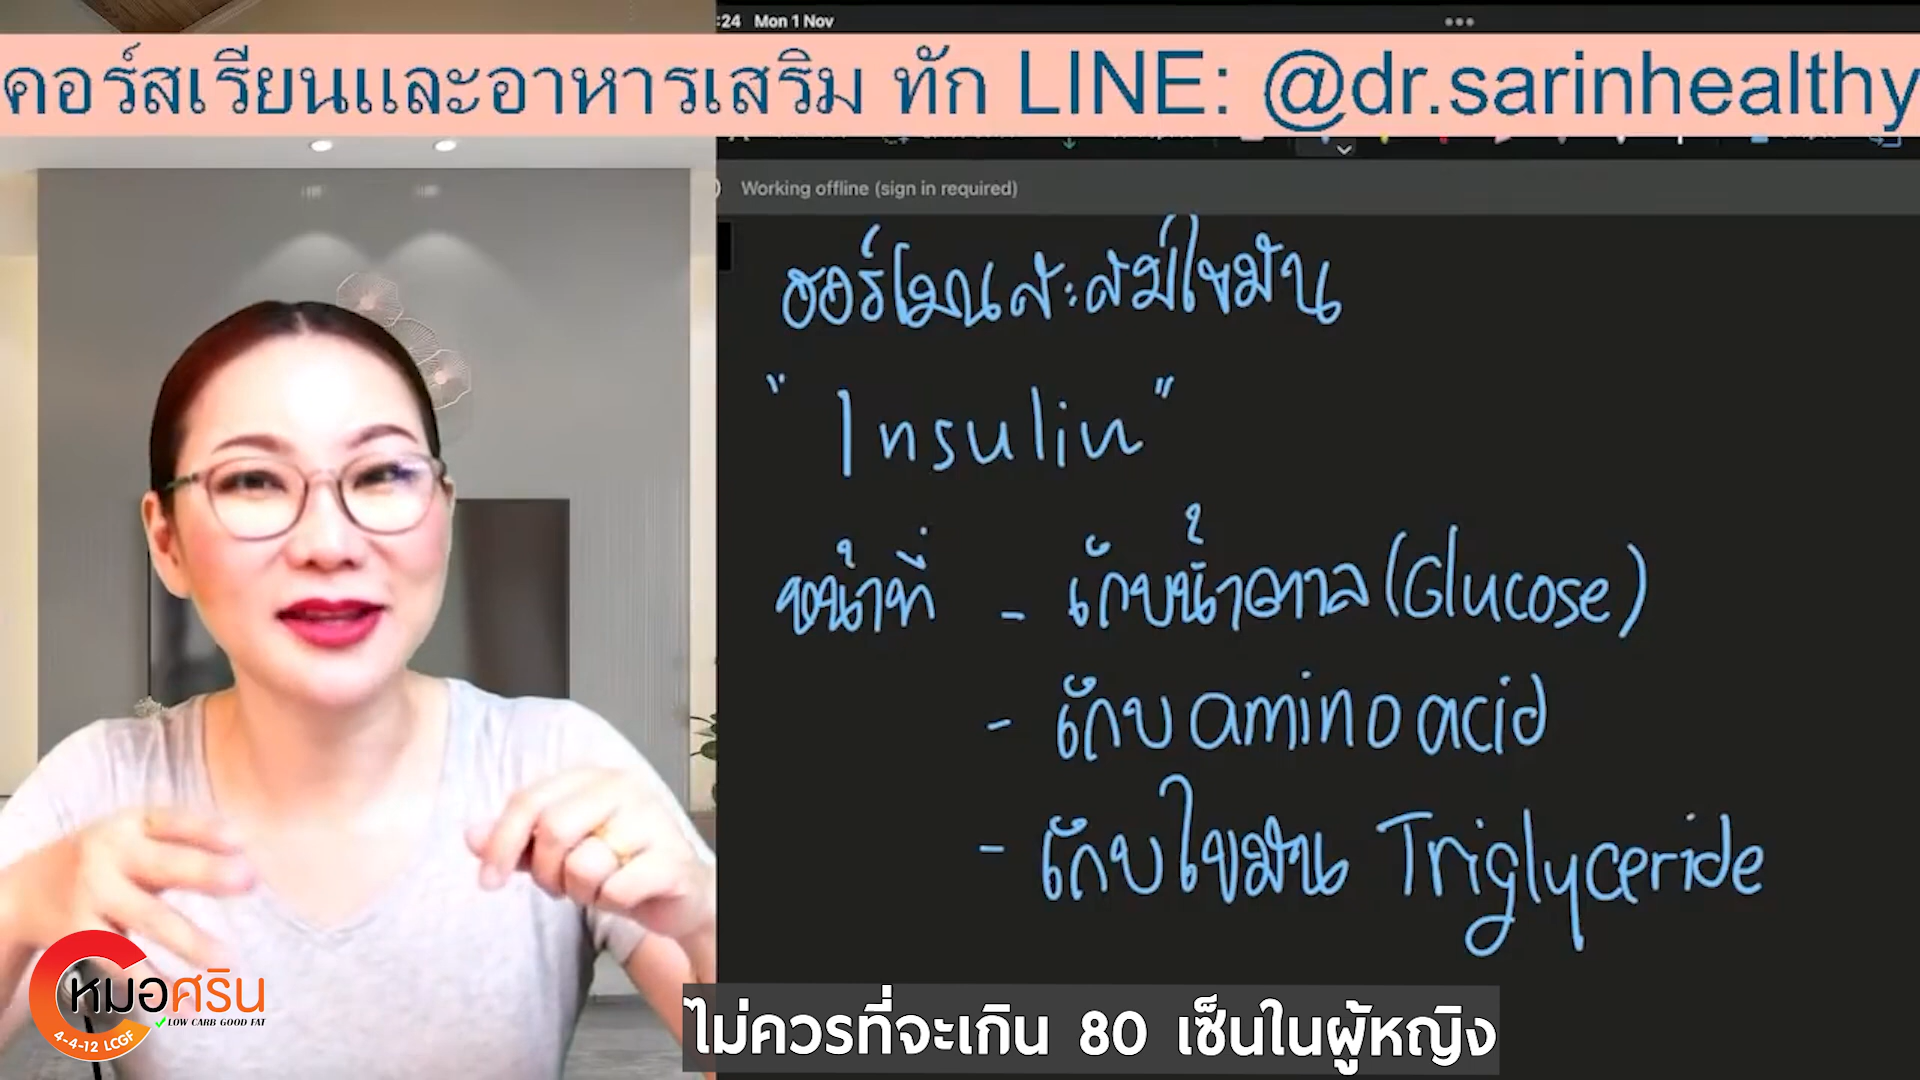 :24 Mon 1 Nov
คอร์สเรียนและอาหารเสริม ทัก LINE: @dr.sarinhealthy
Working offline (sign in required)
ฮอร์โมนสะสมไขมัน
"Insulin"
หน้าที่ - เก็บน้ำตาล (Glucose)
- เก็บ amino acid
- เก็บไขมัน Triglyceride
หมอศริน
LOW CARB GOOD FAT
4-4-12 LCGF
ไม่ควรที่จะเกิน 80 เซ็นในผู้หญิง